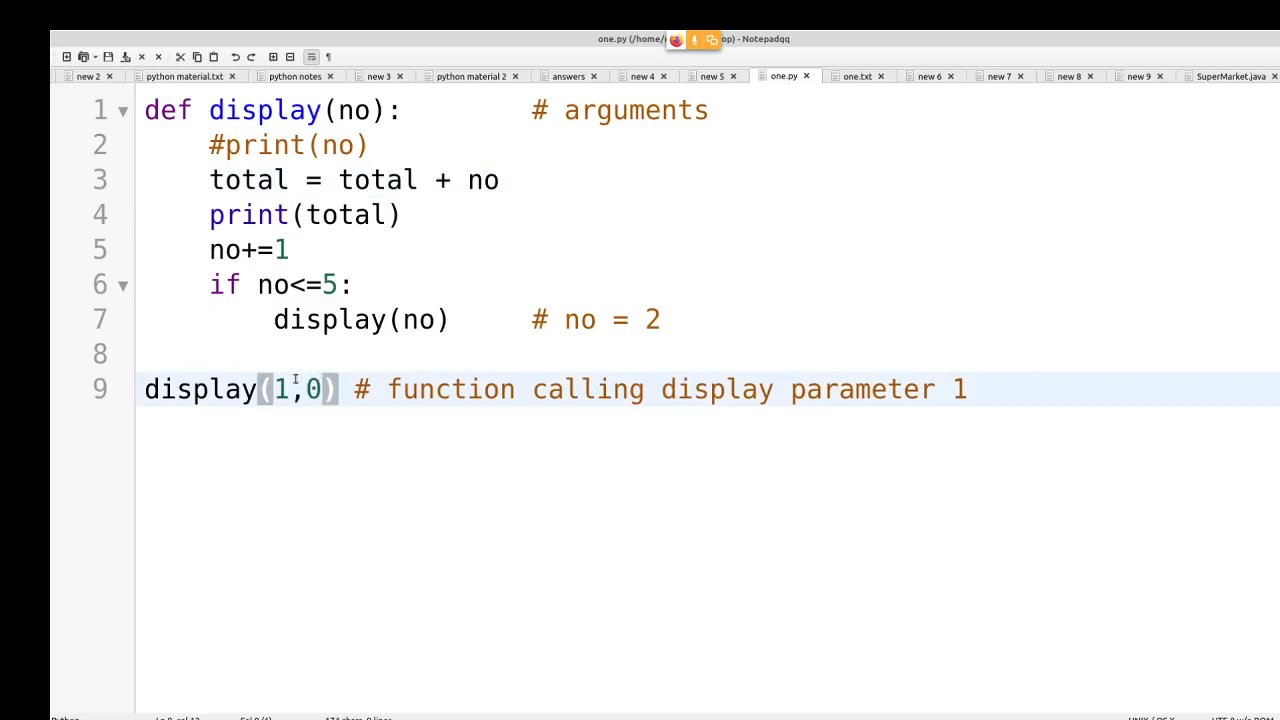 one.py (/home/ op) - Notepadqq
new 2 python material.txt python notes new 3 python material 2 answers new 4 new 5 one.py one.txt new 6 new 7 new 8 new 9 SuperMarket.java
1 def display(no): # arguments
2 #print(no)
3 total = total + no
4 print(total)
5 no+=1
6 if no<=5:
7 display(no) # no = 2
8
9 display(1,0) # function calling display parameter 1